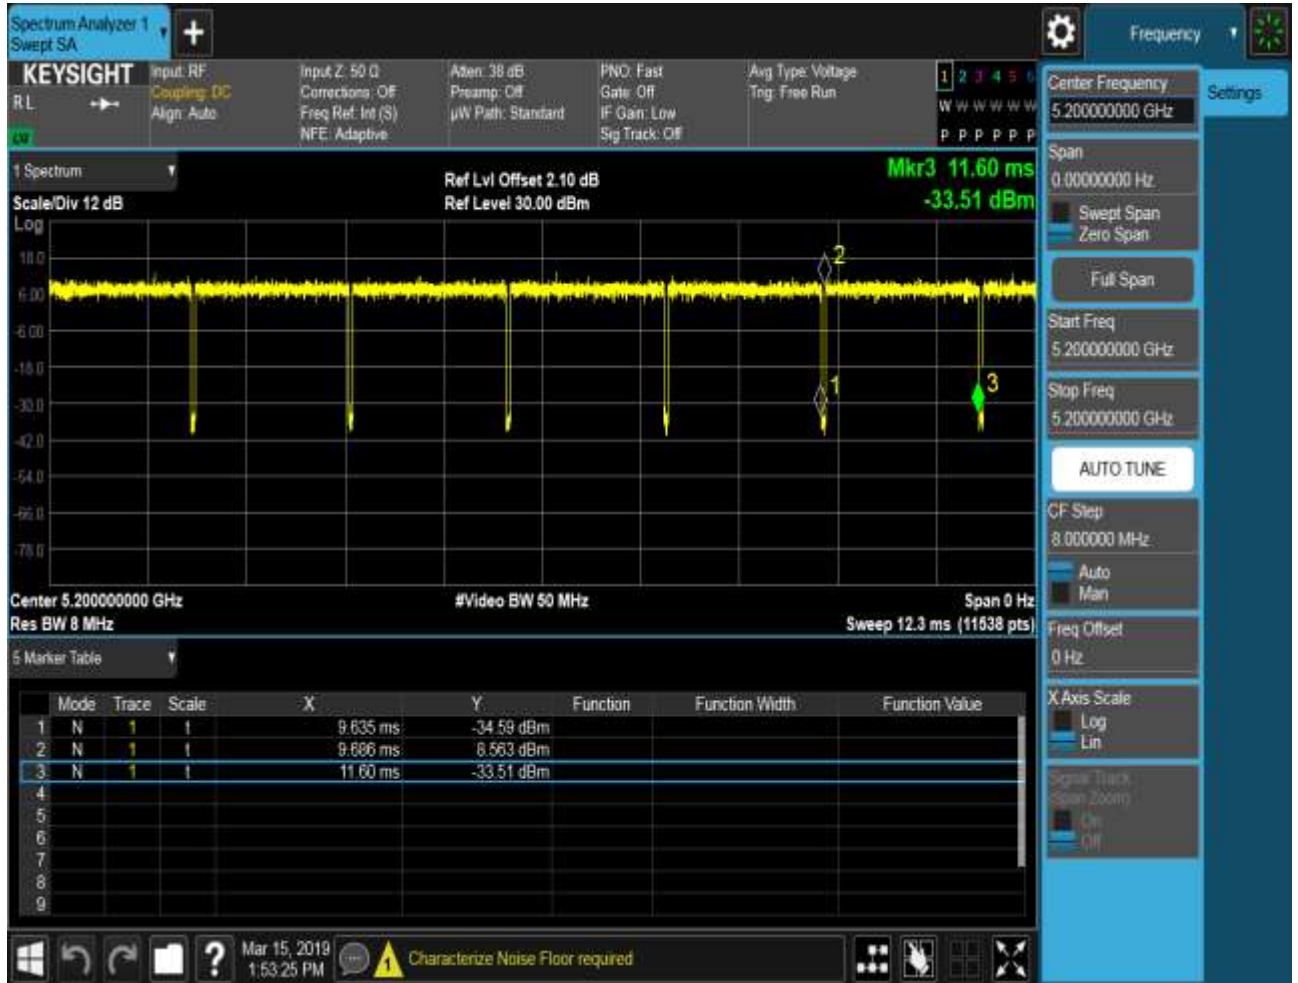 Spectrum Analyzer 1
Swept SA
+
Frequency
KEYSIGHT
RL
Input: RF
Coupling: DC
Align: Auto
Input Z: 50 Ω
Corrections: Off
Freq Ref: Int (S)
NFE: Adaptive
Atten: 38 dB
Preamp: Off
µW Path: Standard
PNO: Fast
Gate: Off
IF Gain: Low
Sig Track: Off
Avg Type: Voltage
Trig: Free Run
1 2 3 4 5 6
W W W W W W
P P P P P P
1 Spectrum
Scale/Div 12 dB
Ref Lvl Offset 2.10 dB
Ref Level 30.00 dBm
Mkr3 11.60 ms
-33.51 dBm
Log
18.0
6.00
-6.00
-18.0
-30.0
-42.0
-54.0
-66.0
-78.0
2
1
3
Center 5.200000000 GHz
#Video BW 50 MHz
Span 0 Hz
Res BW 8 MHz
Sweep 12.3 ms (11538 pts)
5 Marker Table
Mode Trace Scale X Y Function Function Width Function Value
1 N 1 t 9.635 ms -34.59 dBm
2 N 1 t 9.686 ms 8.563 dBm
3 N 1 t 11.60 ms -33.51 dBm
4
5
6
7
8
9
Mar 15, 2019
1:53:25 PM
?
1
Characterize Noise Floor required
Center Frequency
5.200000000 GHz
Settings
Span
0.00000000 Hz
Swept Span
Zero Span
Full Span
Start Freq
5.200000000 GHz
Stop Freq
5.200000000 GHz
AUTO TUNE
CF Step
8.000000 MHz
Auto
Man
Freq Offset
0 Hz
X Axis Scale
Log
Lin
Signal Track
(Span Zoom)
On
Off